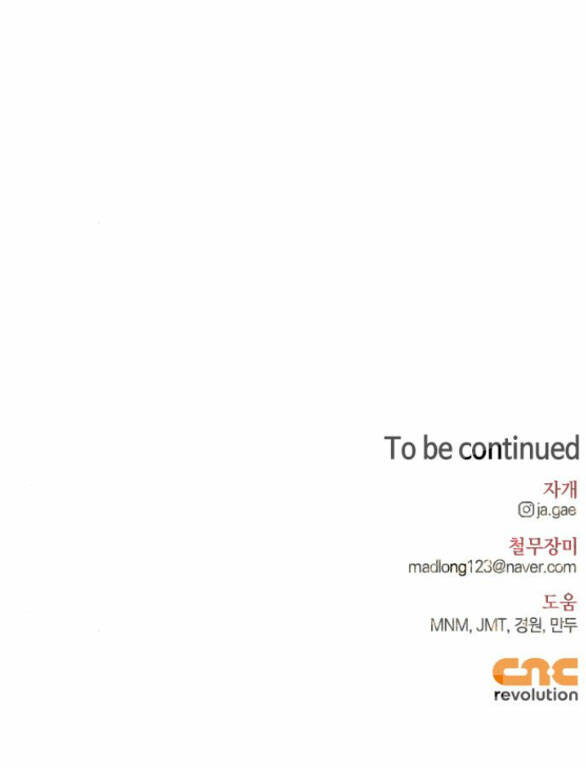 To be continued
자개
ja.gae
철무장미
madlong123@naver.com
도움
MNM, JMT, 경원, 만두
CRC
revolution